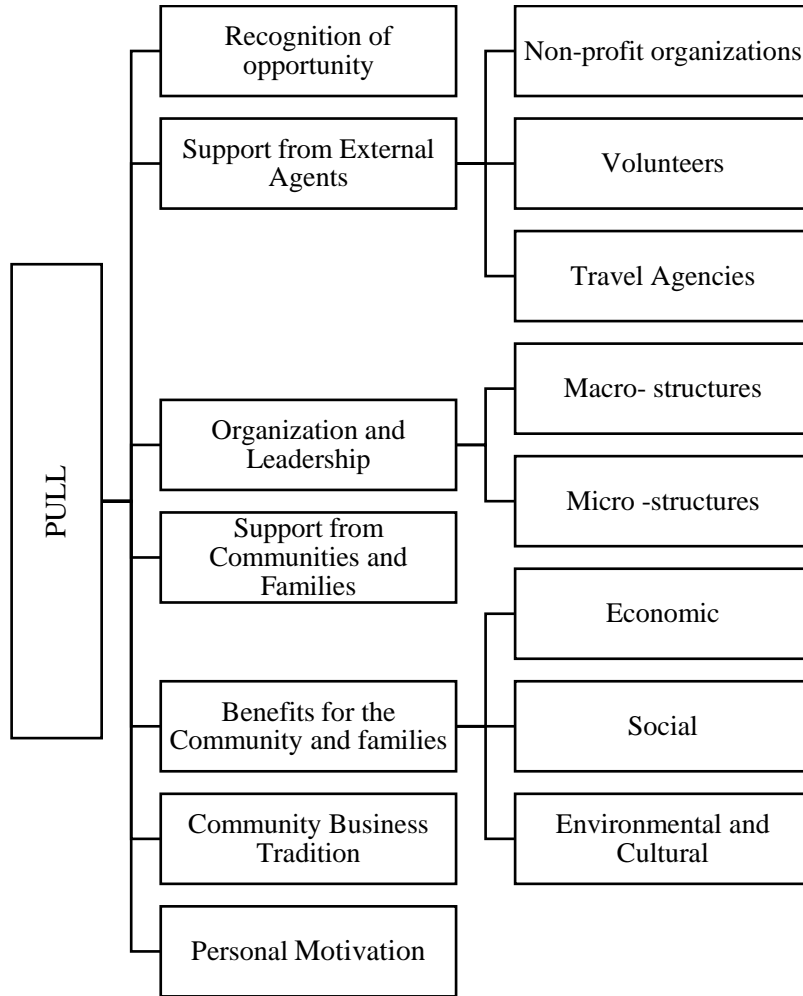 PULL
Recognition of
opportunity
Support from External
Agents
Non-profit organizations
Volunteers
Travel Agencies
Organization and
Leadership
Macro- structures
Micro -structures
Support from
Communities and
Families
Benefits for the
Community and families
Economic
Social
Environmental and
Cultural
Community Business
Tradition
Personal Motivation